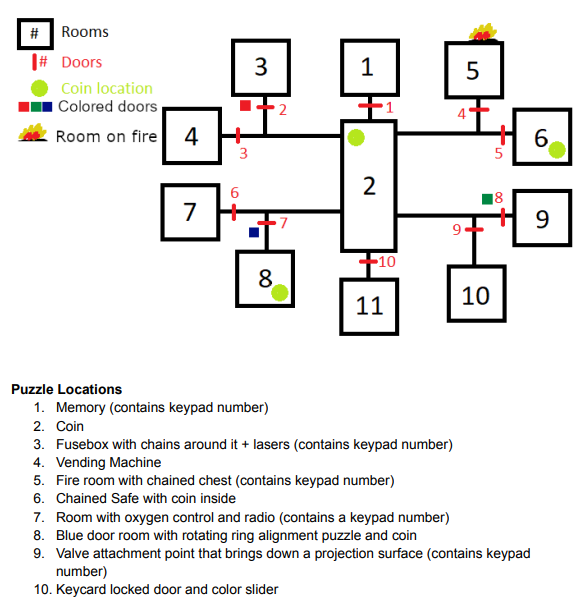 # Rooms
# Doors
Coin location
Colored doors
Room on fire
3
1
5
2
1
4
4
3
6
5
2
7
6
7
8
9
8
9
10
10
11
Puzzle Locations
1. Memory (contains keypad number)
2. Coin
3. Fusebox with chains around it + lasers (contains keypad number)
4. Vending Machine
5. Fire room with chained chest (contains keypad number)
6. Chained Safe with coin inside
7. Room with oxygen control and radio (contains a keypad number)
8. Blue door room with rotating ring alignment puzzle and coin
9. Valve attachment point that brings down a projection surface (contains keypad
number)
10. Keycard locked door and color slider